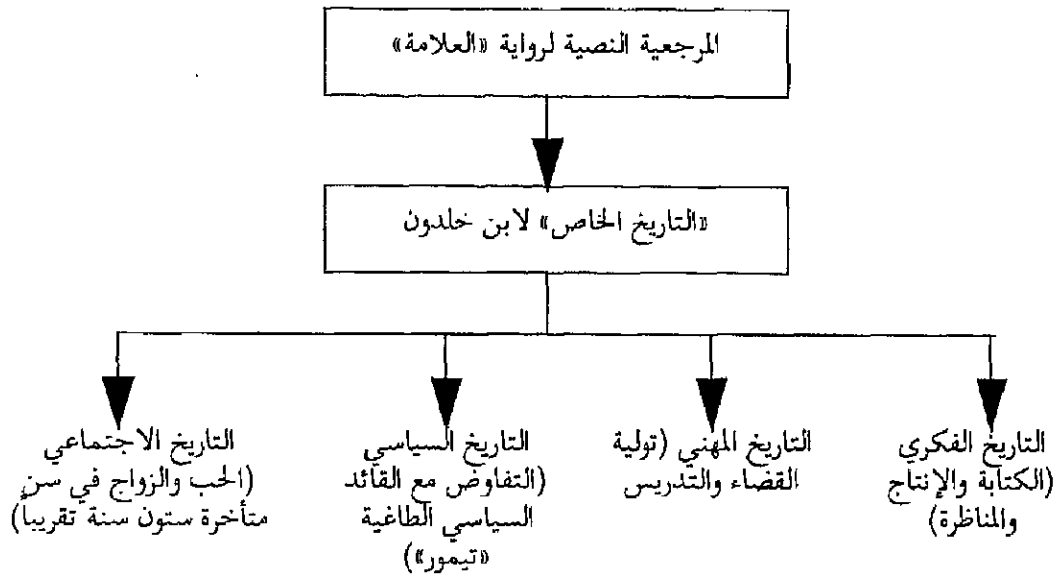 المرجعية النصية لرواية «العلامة»
«التاريخ الخاص» لابن خلدون
التاريخ الفكري
(الكتابة والإنتاج
والمناظرة)
التاريخ المهني (تولية
القضاء والتدريس
التاريخ السياسي
(التفاوض مع القائد
السياسي الطاغية
«تيمور»)
التاريخ الاجتماعي
(الحب والزواج في سن
متأخرة ستون سنة تقريباً)